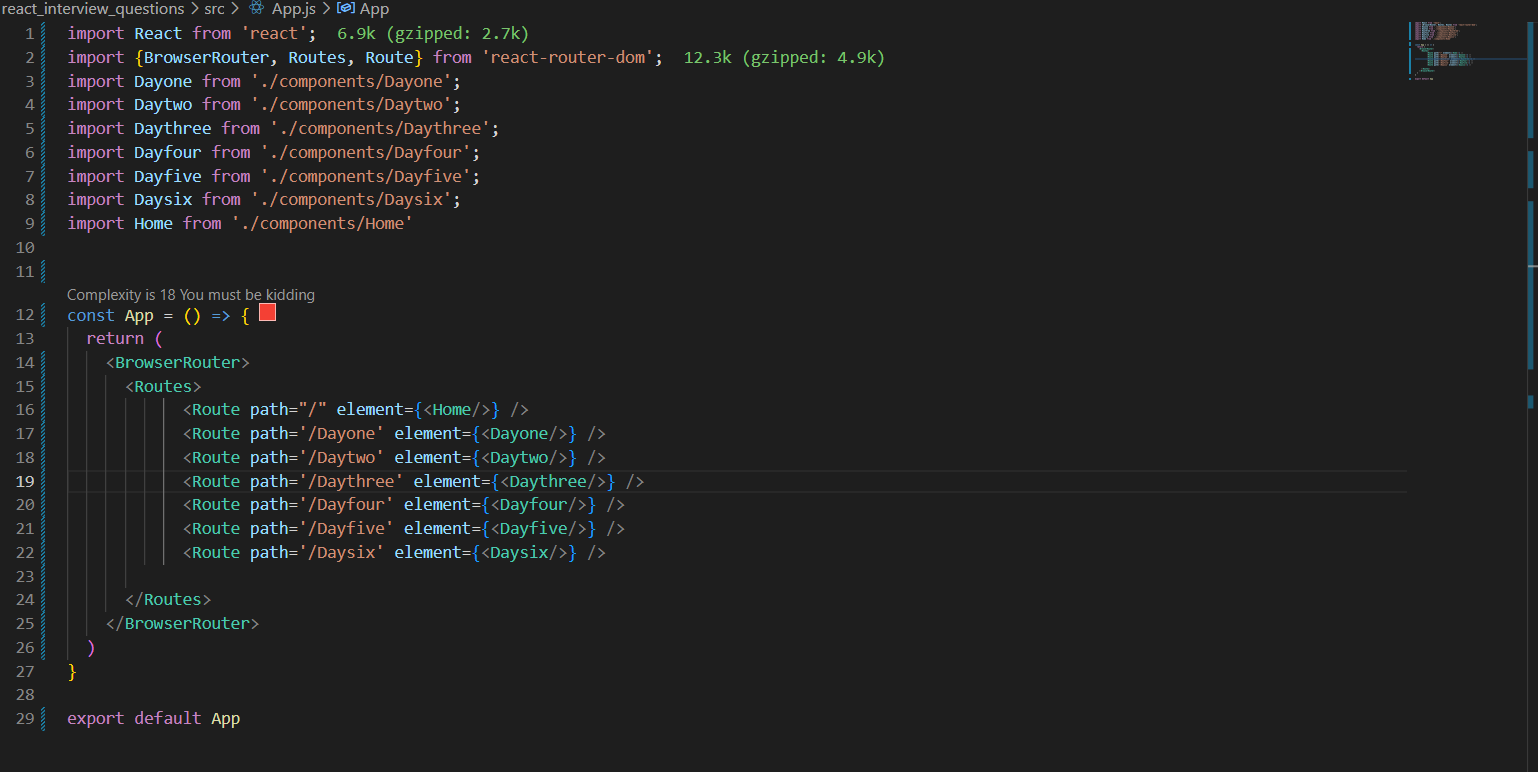 react_interview_questions > src > App.js > App
1 import React from 'react'; 6.9k (gzipped: 2.7k)
2 import {BrowserRouter, Routes, Route} from 'react-router-dom'; 12.3k (gzipped: 4.9k)
3 import Dayone from './components/Dayone';
4 import Daytwo from './components/Daytwo';
5 import Daythree from './components/Daythree';
6 import Dayfour from './components/Dayfour';
7 import Dayfive from './components/Dayfive';
8 import Daysix from './components/Daysix';
9 import Home from './components/Home'
10
11
Complexity is 18 You must be kidding
12 const App = () => {
13 return (
14 <BrowserRouter>
15 <Routes>
16 <Route path="/" element={<Home/>} />
17 <Route path='/Dayone' element={<Dayone/>} />
18 <Route path='/Daytwo' element={<Daytwo/>} />
19 <Route path='/Daythree' element={<Daythree/>} />
20 <Route path='/Dayfour' element={<Dayfour/>} />
21 <Route path='/Dayfive' element={<Dayfive/>} />
22 <Route path='/Daysix' element={<Daysix/>} />
23
24 </Routes>
25 </BrowserRouter>
26 )
27 }
28
29 export default App